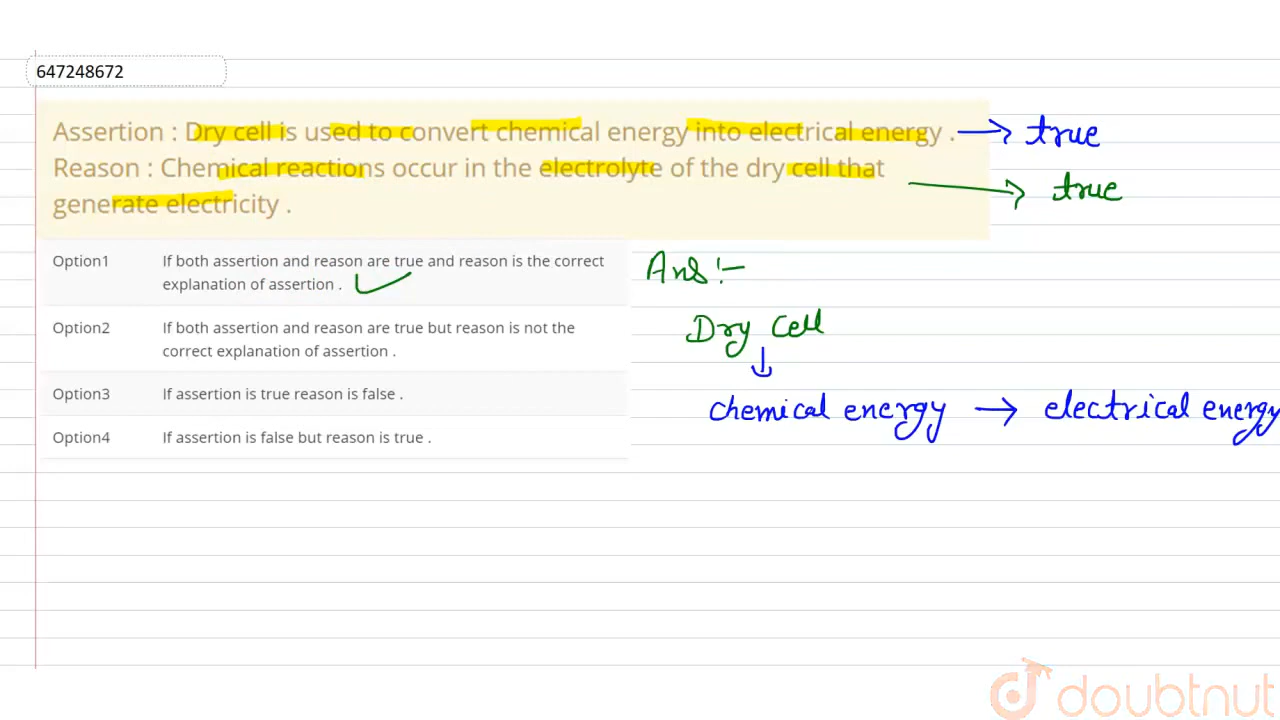 647248672
Assertion : Dry cell is used to convert chemical energy into electrical energy . → true
Reason : Chemical reactions occur in the electrolyte of the dry cell that
generate electricity . → true
Option1 If both assertion and reason are true and reason is the correct
explanation of assertion .
Option2 If both assertion and reason are true but reason is not the
correct explanation of assertion .
Option3 If assertion is true reason is false .
Option4 If assertion is false but reason is true .
Ans :-
Dry Cell
↓
chemical energy → electrical energy
doubtnut